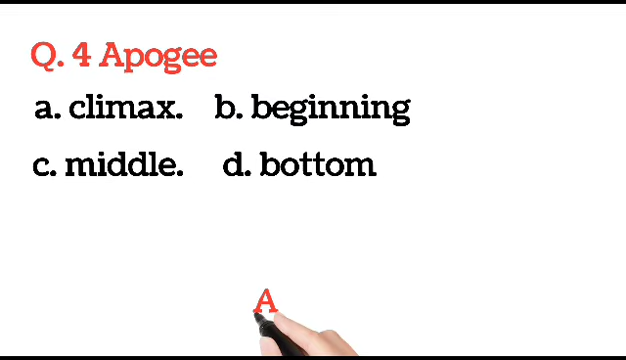 Q. 4 Apogee
a. climax. b. beginning
c. middle. d. bottom
A